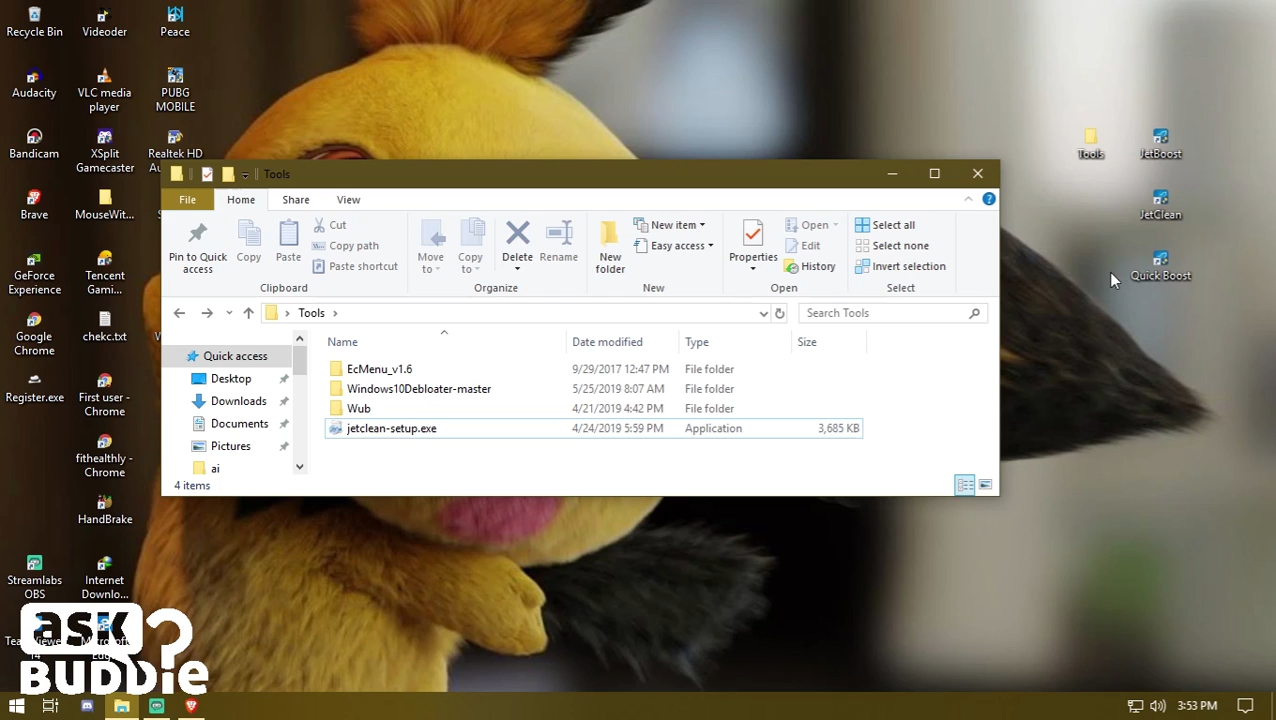 Recycle Bin
Videoder
Peace
Audacity
VLC media
player
PUBG
MOBILE
Bandicam
XSplit
Gamecaster
Realtek HD
Brave
MouseWit...
GeForce
Experience
Tencent
Gami...
Google
Chrome
chekc.txt
Register.exe
First user -
Chrome
fithealthly -
Chrome
HandBrake
Streamlabs
OBS
Internet
Downlo...
14
Tools
JetBoost
JetClean
Quick Boost
Tools
File
Home
Share
View
Pin to Quick
access
Copy
Paste
Cut
Copy path
Paste shortcut
Clipboard
Move
to
Copy
to
Delete
Rename
Organize
New
folder
New item
Easy access
New
Properties
Open
Edit
History
Open
Select all
Select none
Invert selection
Select
Tools
Search Tools
Quick access
Desktop
Downloads
Documents
Pictures
ai
Name
Date modified
Type
Size
EcMenu_v1.6 9/29/2017 12:47 PM File folder
Windows10Debloater-master 5/25/2019 8:07 AM File folder
Wub 4/21/2019 4:42 PM File folder
jetclean-setup.exe 4/24/2019 5:59 PM Application 3,685 KB
4 items
ask
BUDDIE
3:53 PM